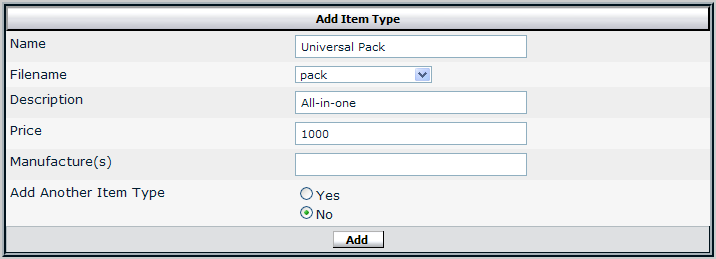 Add Item Type
Name Universal Pack
Filename pack
Description All-in-one
Price 1000
Manufacture(s)
Add Another Item Type Yes
No
Add